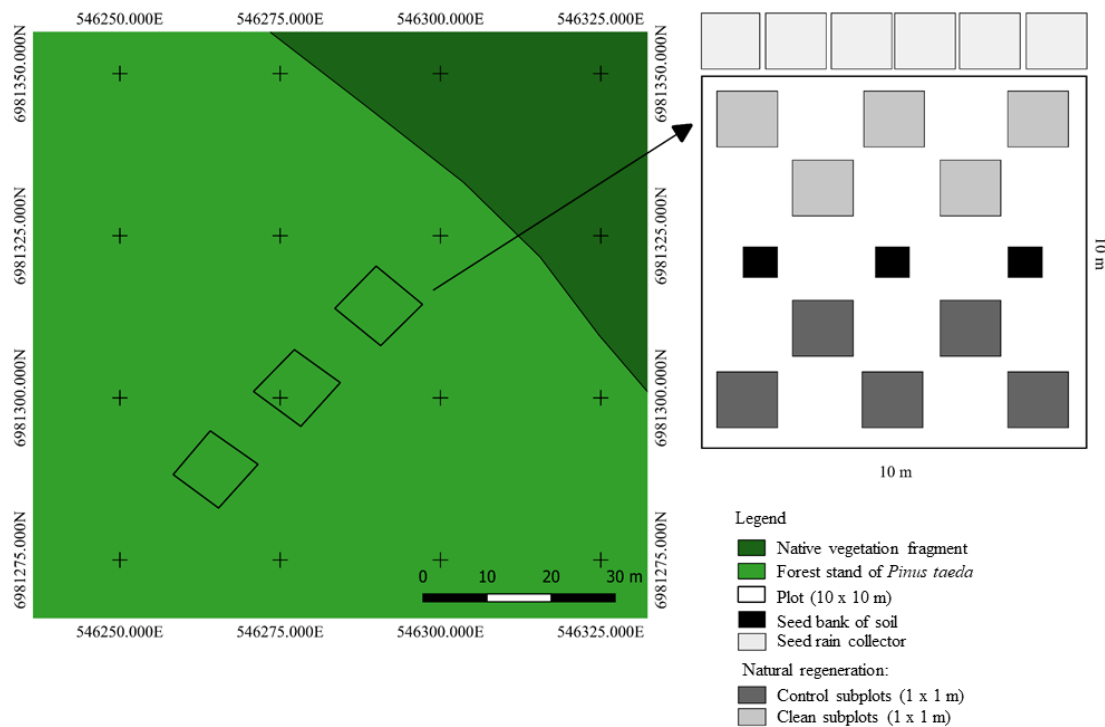 546250.000E 546275.000E 546300.000E 546325.000E
6981350.000N 6981350.000N
6981325.000N 6981325.000N
6981300.000N 6981300.000N
6981275.000N 6981275.000N
0 10 20 30 m
546250.000E 546275.000E 546300.000E 546325.000E
10 m
10 m
Legend
Native vegetation fragment
Forest stand of Pinus taeda
Plot (10 x 10 m)
Seed bank of soil
Seed rain collector
Natural regeneration:
Control subplots (1 x 1 m)
Clean subplots (1 x 1 m)